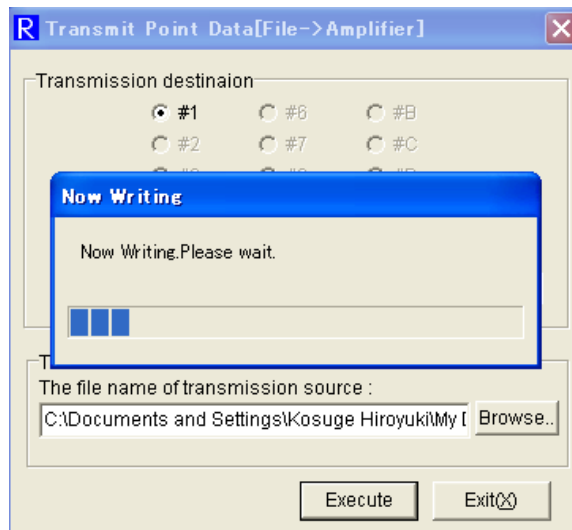 R Transmit Point Data[File->Amplifier]
Transmission destinaion
#1 #6 #B
#2 #7 #C
Now Writing
Now Writing.Please wait.
The file name of transmission source :
C:\Documents and Settings\Kosuge Hiroyuki\My Browse..
Execute Exit(X)